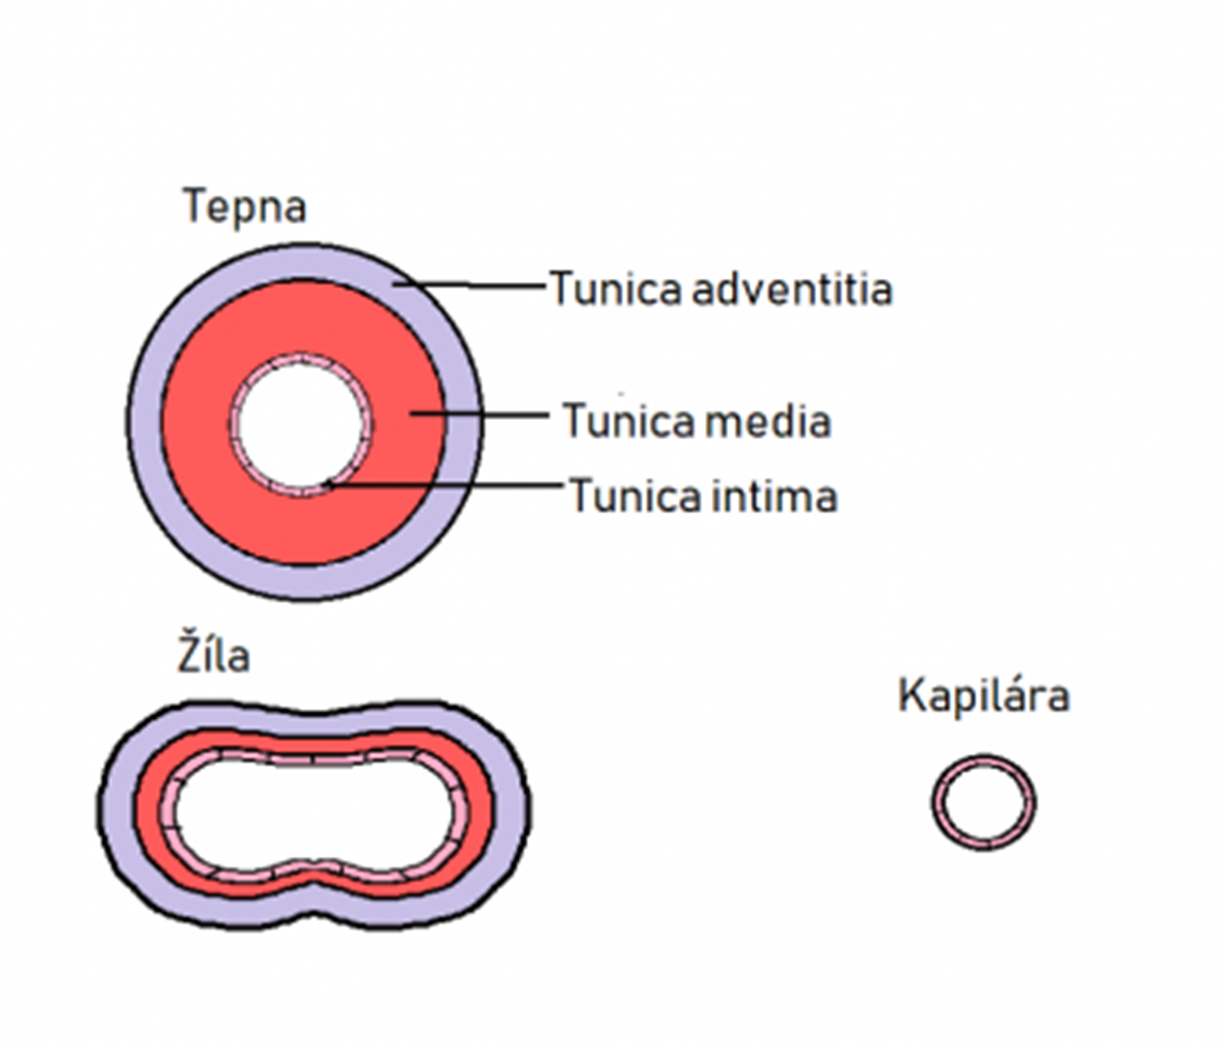 Tepna
Tunica adventitia
Tunica media
Tunica intima
Žíla
Kapilára